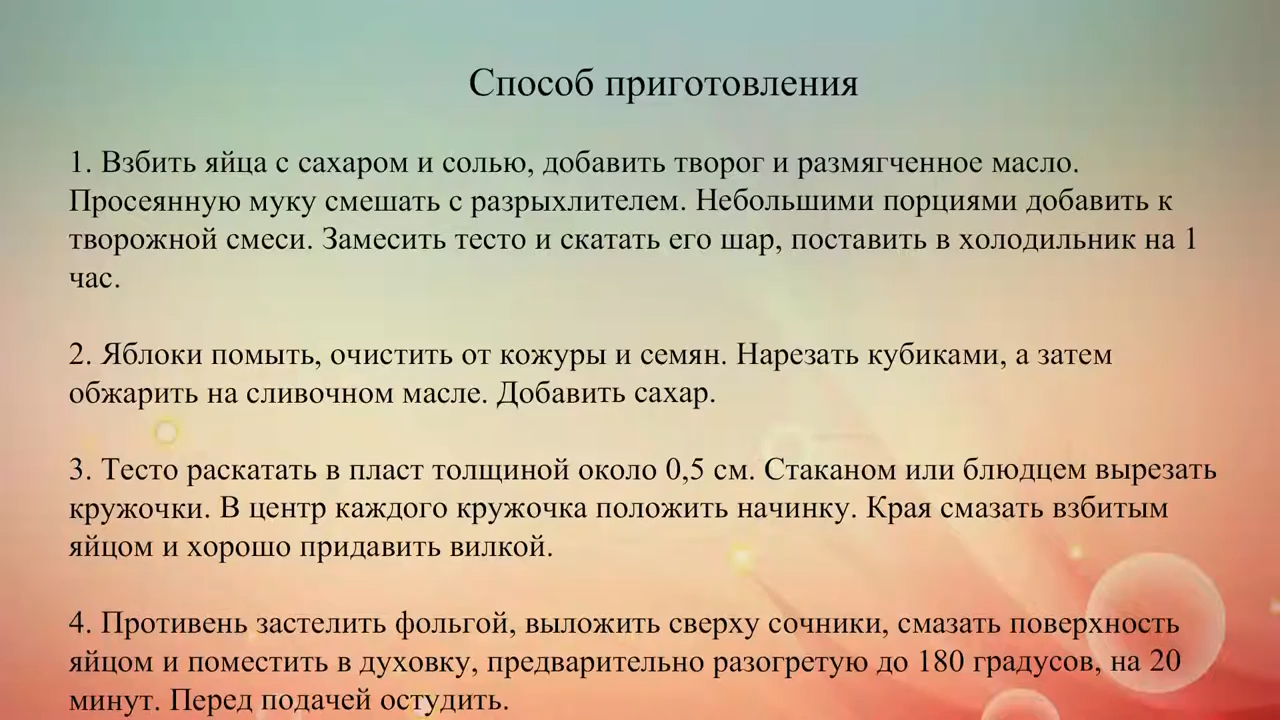 Способ приготовления
1. Взбить яйца с сахаром и солью, добавить творог и размягченное масло.
Просеянную муку смешать с разрыхлителем. Небольшими порциями добавить к
творожной смеси. Замесить тесто и скатать его шар, поставить в холодильник на 1
час.
2. Яблоки помыть, очистить от кожуры и семян. Нарезать кубиками, а затем
обжарить на сливочном масле. Добавить сахар.
3. Тесто раскатать в пласт толщиной около 0,5 см. Стаканом или блюдцем вырезать
кружочки. В центр каждого кружочка положить начинку. Края смазать взбитым
яйцом и хорошо придавить вилкой.
4. Противень застелить фольгой, выложить сверху сочники, смазать поверхность
яйцом и поместить в духовку, предварительно разогретую до 180 градусов, на 20
минут. Перед подачей остудить.